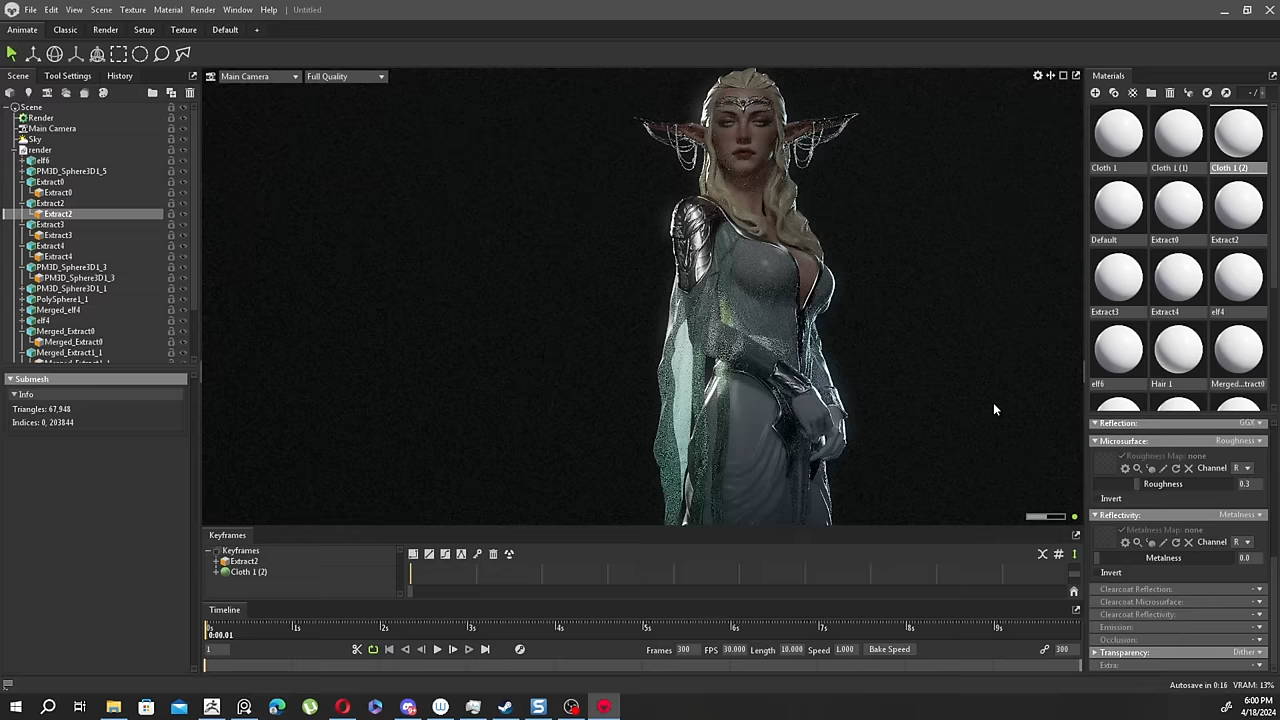 File Edit View Scene Texture Material Render Window Help Untitled
Animate Classic Render Setup Texture Default +
Scene Tool Settings History
Main Camera Full Quality
Materials
Scene
Render
Main Camera
Sky
render
elf6
PM3D_Sphere3D1_5
Extract0
Extract0
Extract2
Extract2
Extract3
Extract3
Extract4
Extract4
PM3D_Sphere3D1_3
PM3D_Sphere3D1_3
PM3D_Sphere3D1_1
PolySphere1_1
Merged_elf4
elf4
Merged_Extract0
Merged_Extract0
Merged_Extract1_1
Submesh
Info
Triangles: 67,948
Indices: 0, 203844
Cloth 1 Cloth 1 (1) Cloth 1 (2)
Default Extract0 Extract2
Extract3 Extract4 elf4
elf6 Hair 1 Merged...tract0
Reflection: GGX
Microsurface: Roughness
Roughness Map: none
Channel R
Roughness 0.3
Invert
Reflectivity: Metalness
Metalness Map: none
Channel R
Metalness 0.0
Invert
Clearcoat Reflection:
Clearcoat Microsurface:
Clearcoat Reflectivity:
Emission:
Occlusion:
Transparency: Dither
Extra:
Keyframes
Keyframes
Extract2
Cloth 1 (2)
Timeline
0s 1s 2s 3s 4s 5s 6s 7s 8s 9s
0:00.01
1 Frames 300 FPS 30.000 Length 10.000 Speed 1.000 Bake Speed 300
Autosave in 0:16 VRAM: 13%
6:00 PM
4/18/2024